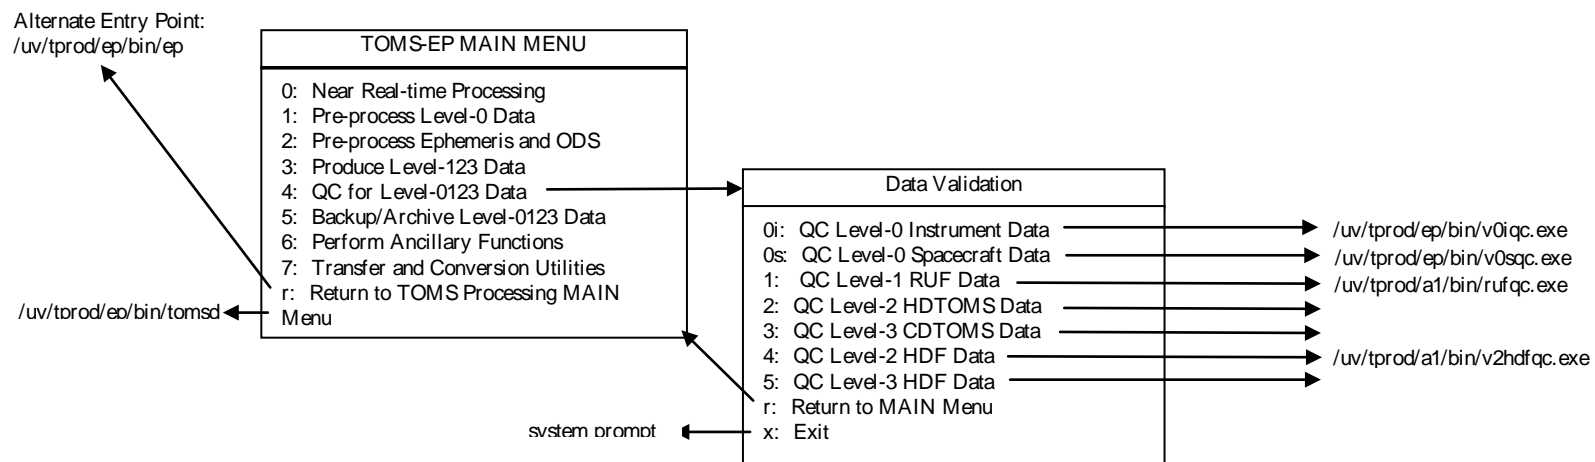 Alternate Entry Point:
/uv/tprod/ep/bin/ep
TOMS-EP MAIN MENU
0: Near Real-time Processing
1: Pre-process Level-0 Data
2: Pre-process Ephemeris and ODS
3: Produce Level-123 Data
4: QC for Level-0123 Data
5: Backup/Archive Level-0123 Data
6: Perform Ancillary Functions
7: Transfer and Conversion Utilities
r: Return to TOMS Processing MAIN
Menu
/uv/tprod/ep/bin/tomsd
Data Validation
0i: QC Level-0 Instrument Data
0s: QC Level-0 Spacecraft Data
1: QC Level-1 RUF Data
2: QC Level-2 HDTOMS Data
3: QC Level-3 CDTOMS Data
4: QC Level-2 HDF Data
5: QC Level-3 HDF Data
r: Return to MAIN Menu
x: Exit
/uv/tprod/ep/bin/v0iqc.exe
/uv/tprod/ep/bin/v0sqc.exe
/uv/tprod/a1/bin/rufqc.exe
/uv/tprod/a1/bin/v2hdfqc.exe
system prompt